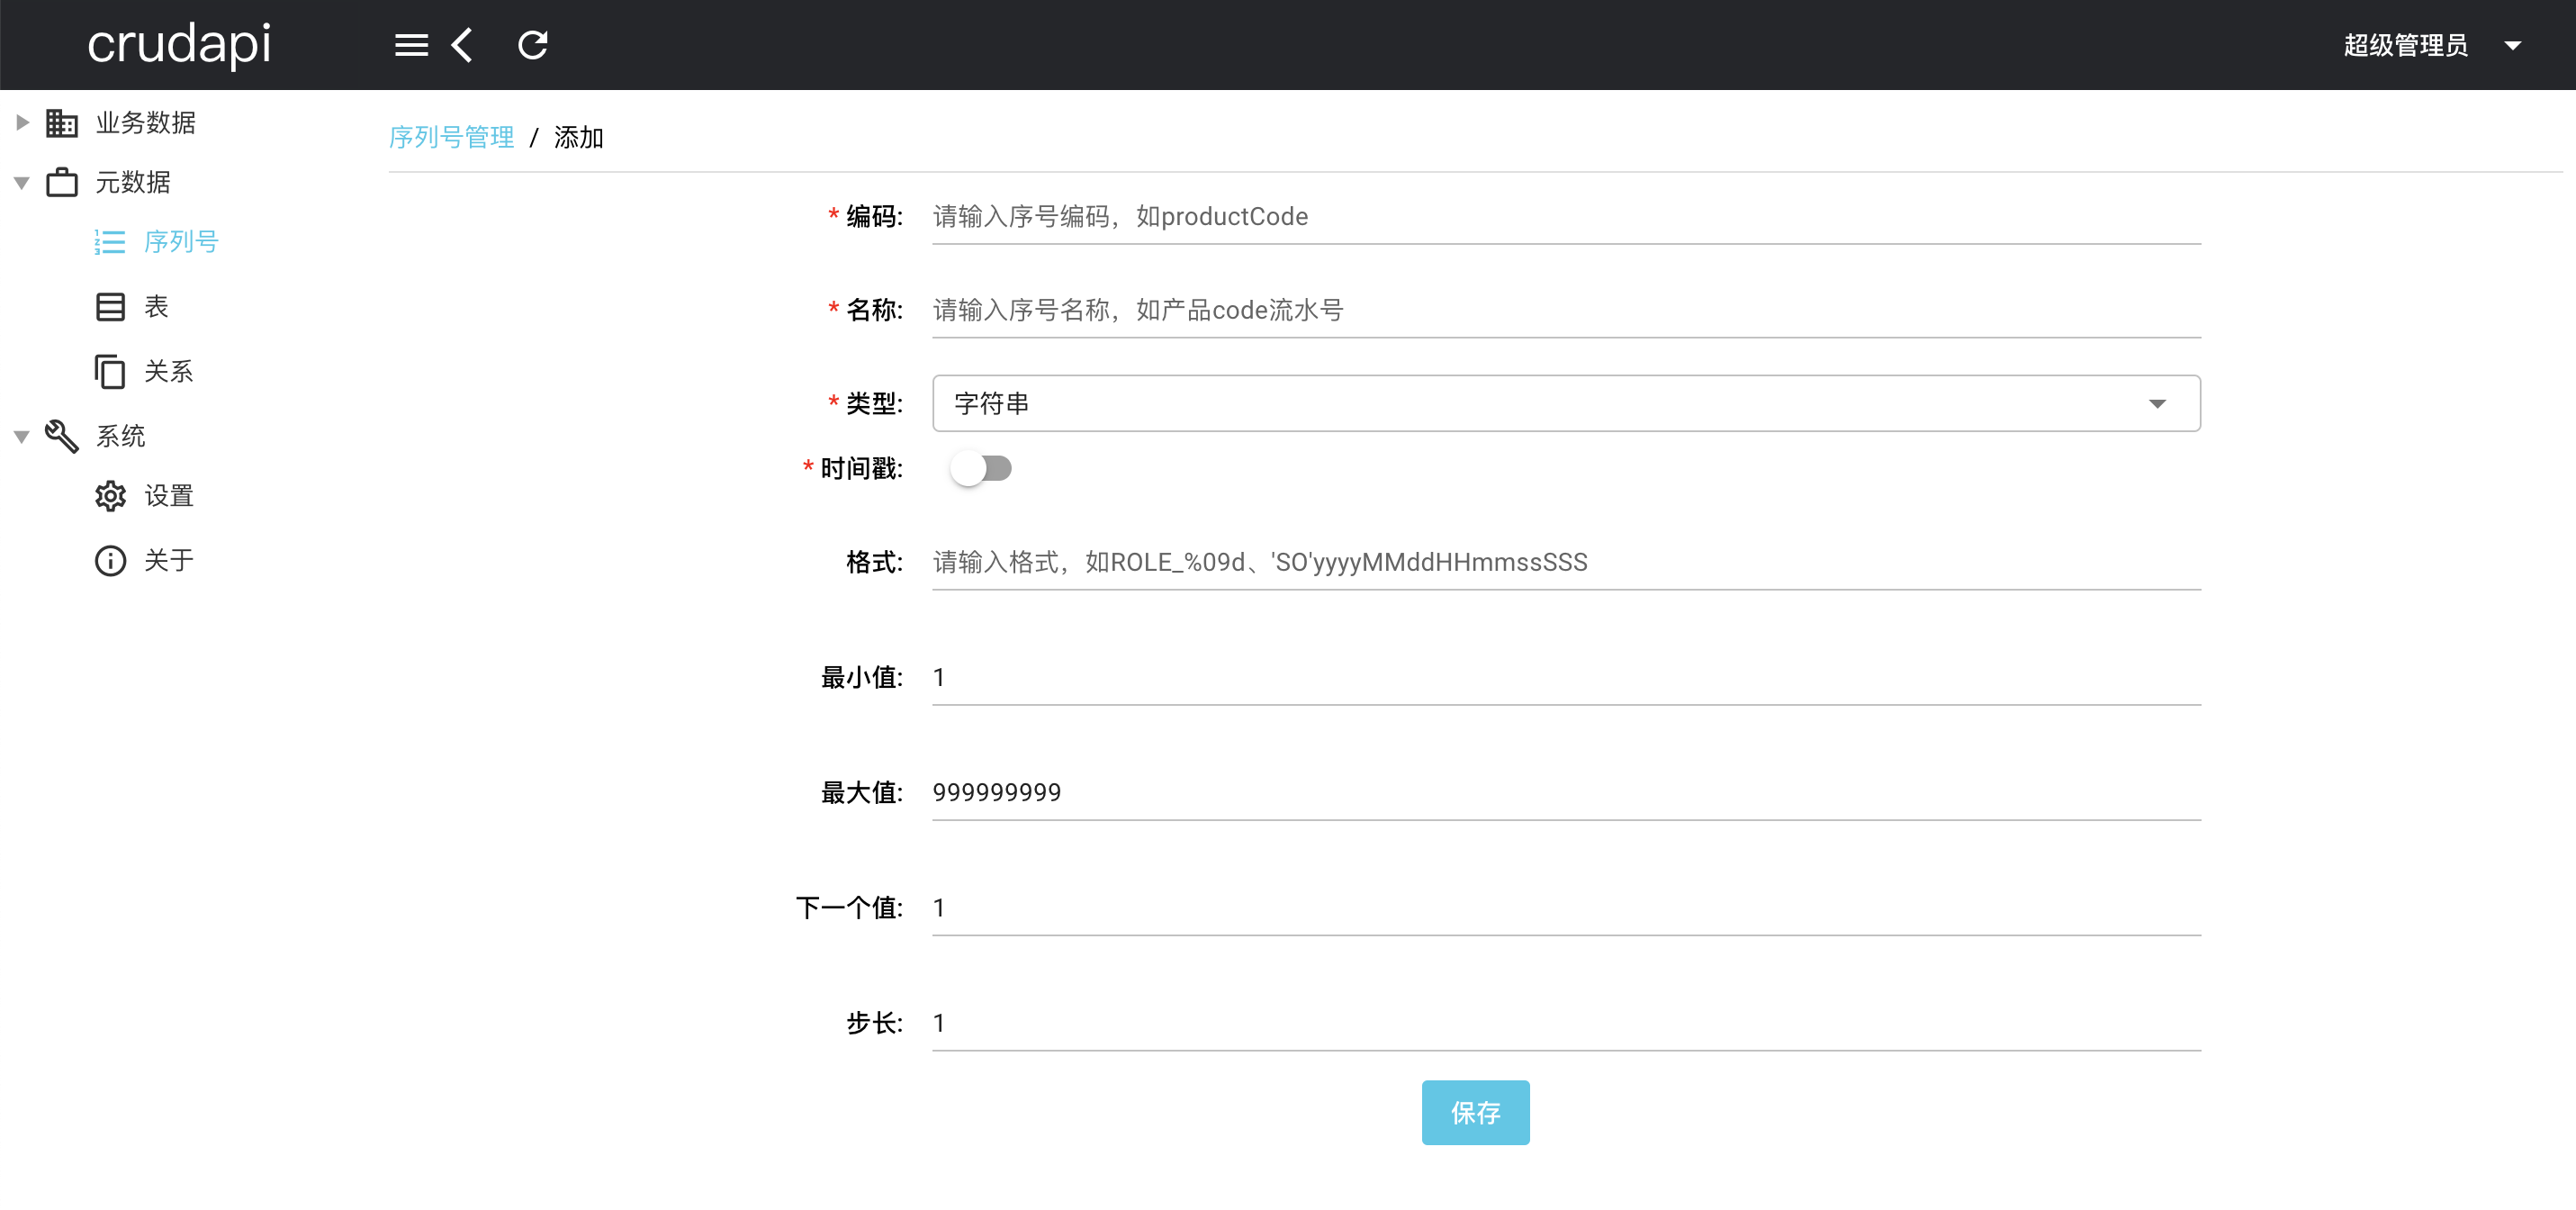 crudapi
超级管理员
业务数据
元数据
序列号
表
关系
系统
设置
关于
序列号管理 / 添加
* 编码: 请输入序号编码，如productCode
* 名称: 请输入序号名称，如产品code流水号
* 类型: 字符串
* 时间戳:
格式: 请输入格式，如ROLE_%09d、'SO'yyyyMMddHHmmssSSS
最小值: 1
最大值: 999999999
下一个值: 1
步长: 1
保存